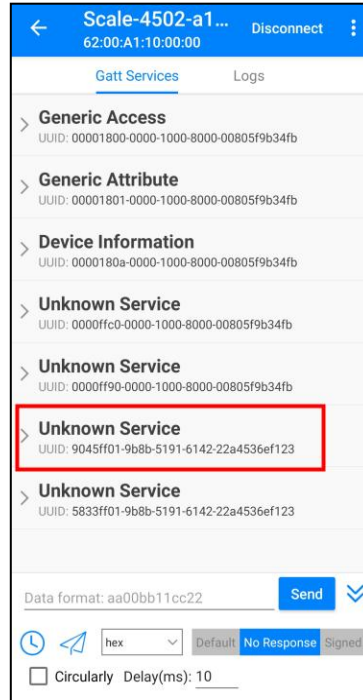 Scale-4502-a1...
Disconnect
62:00:A1:10:00:00
Gatt Services
Logs
Generic Access
UUID: 00001800-0000-1000-8000-00805f9b34fb
Generic Attribute
UUID: 00001801-0000-1000-8000-00805f9b34fb
Device Information
UUID: 0000180a-0000-1000-8000-00805f9b34fb
Unknown Service
UUID: 0000ffc0-0000-1000-8000-00805f9b34fb
Unknown Service
UUID: 0000ff90-0000-1000-8000-00805f9b34fb
Unknown Service
UUID: 9045ff01-9b8b-5191-6142-22a4536ef123
Unknown Service
UUID: 5833ff01-9b8b-5191-6142-22a4536ef123
Data format: aa00bb11cc22
Send
hex
Default
No Response
Signed
Circularly Delay(ms): 10